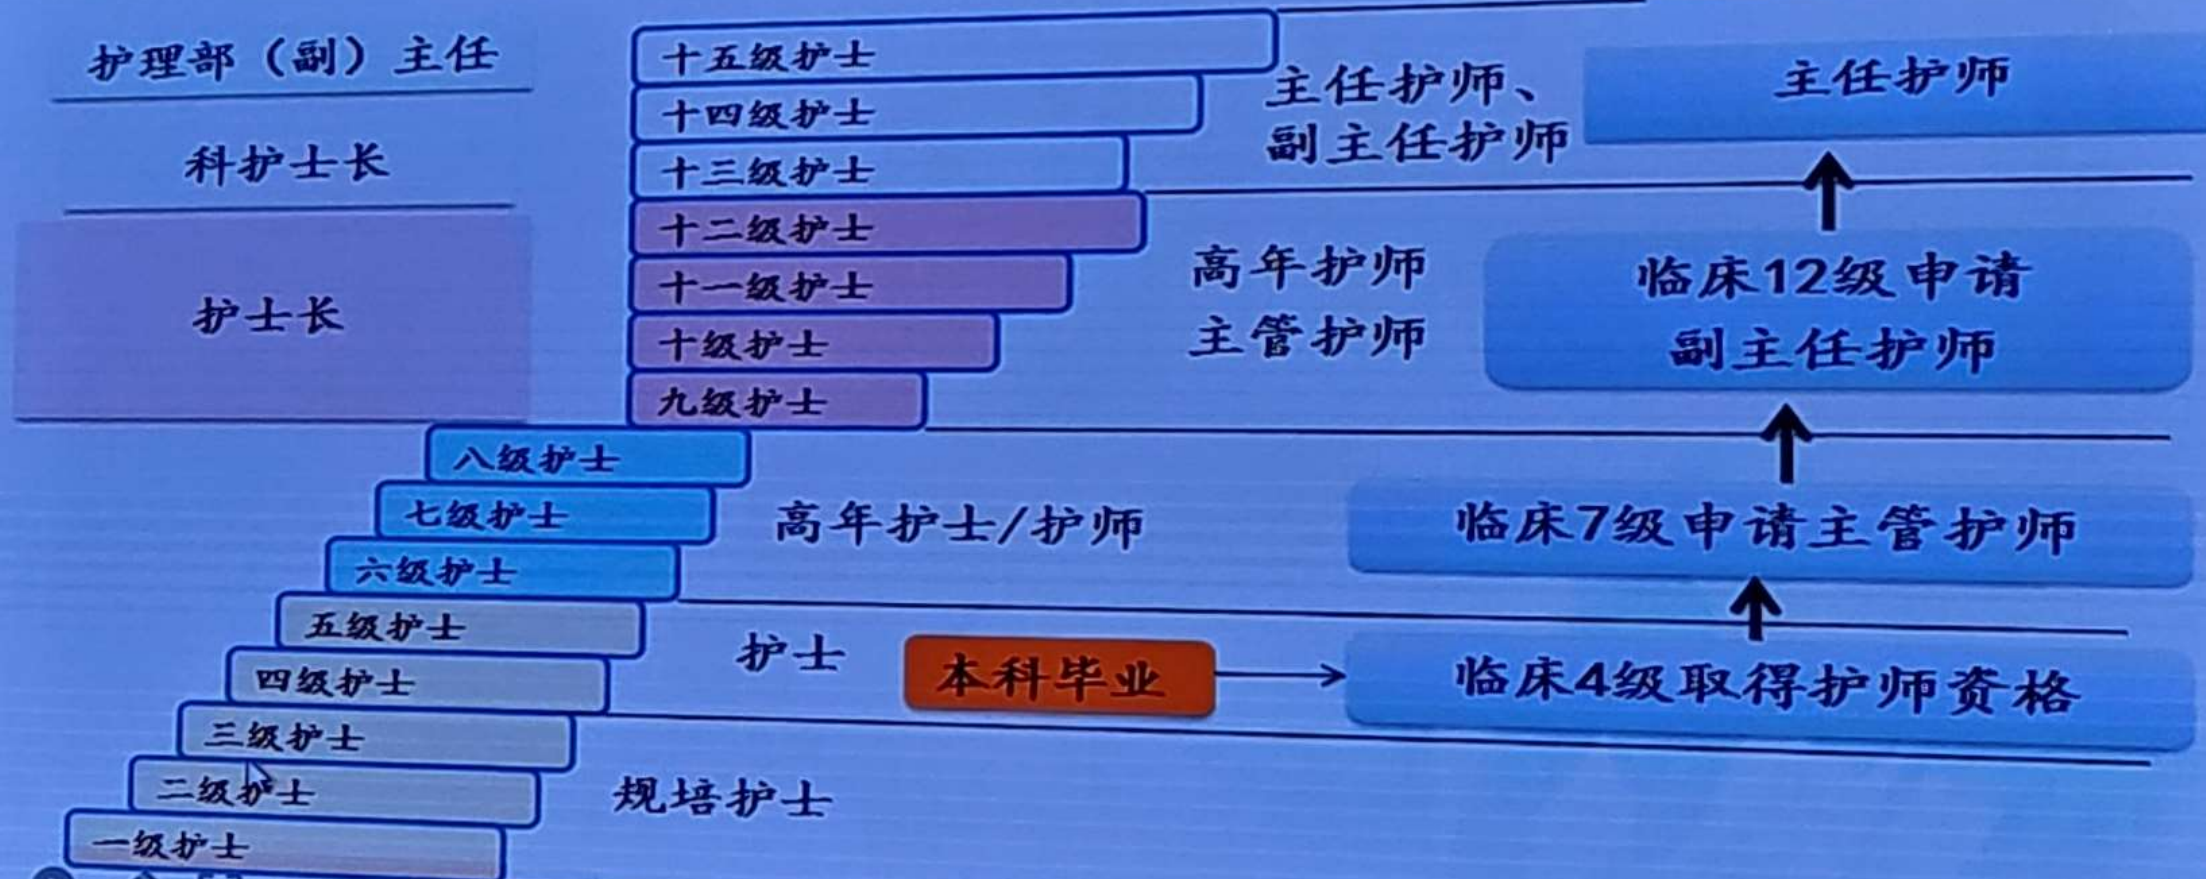 护理部（副）主任
科护士长
护士长
十五级护士
十四级护士
十三级护士
十二级护士
十一级护士
十级护士
九级护士
八级护士
七级护士
六级护士
五级护士
四级护士
三级护士
二级护士
一级护士
主任护师、
副主任护师
高年护师
主管护师
高年护士/护师
护士
规培护士
本科毕业
主任护师
临床12级申请
副主任护师
临床7级申请主管护师
临床4级取得护师资格